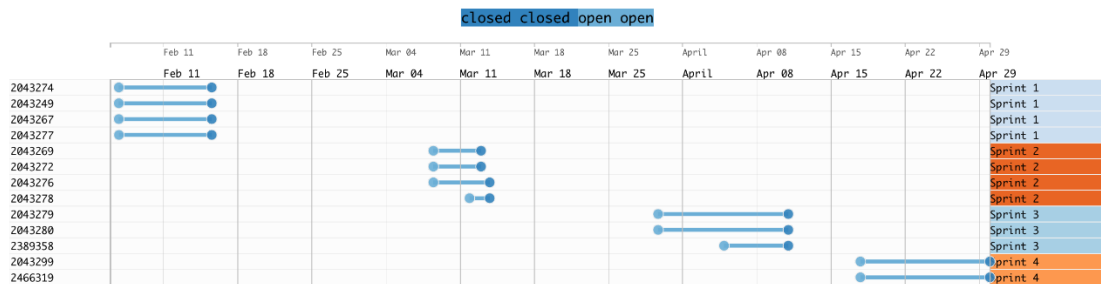 closed closed open open
Feb 11 Feb 18 Feb 25 Mar 04 Mar 11 Mar 18 Mar 25 April Apr 08 Apr 15 Apr 22 Apr 29
Feb 11 Feb 18 Feb 25 Mar 04 Mar 11 Mar 18 Mar 25 April Apr 08 Apr 15 Apr 22 Apr 29
2043274 Sprint 1
2043249 Sprint 1
2043267 Sprint 1
2043277 Sprint 1
2043269 Sprint 2
2043272 Sprint 2
2043276 Sprint 2
2043278 Sprint 2
2043279 Sprint 3
2043280 Sprint 3
2389358 Sprint 3
2043299 Sprint 4
2466319 Sprint 4